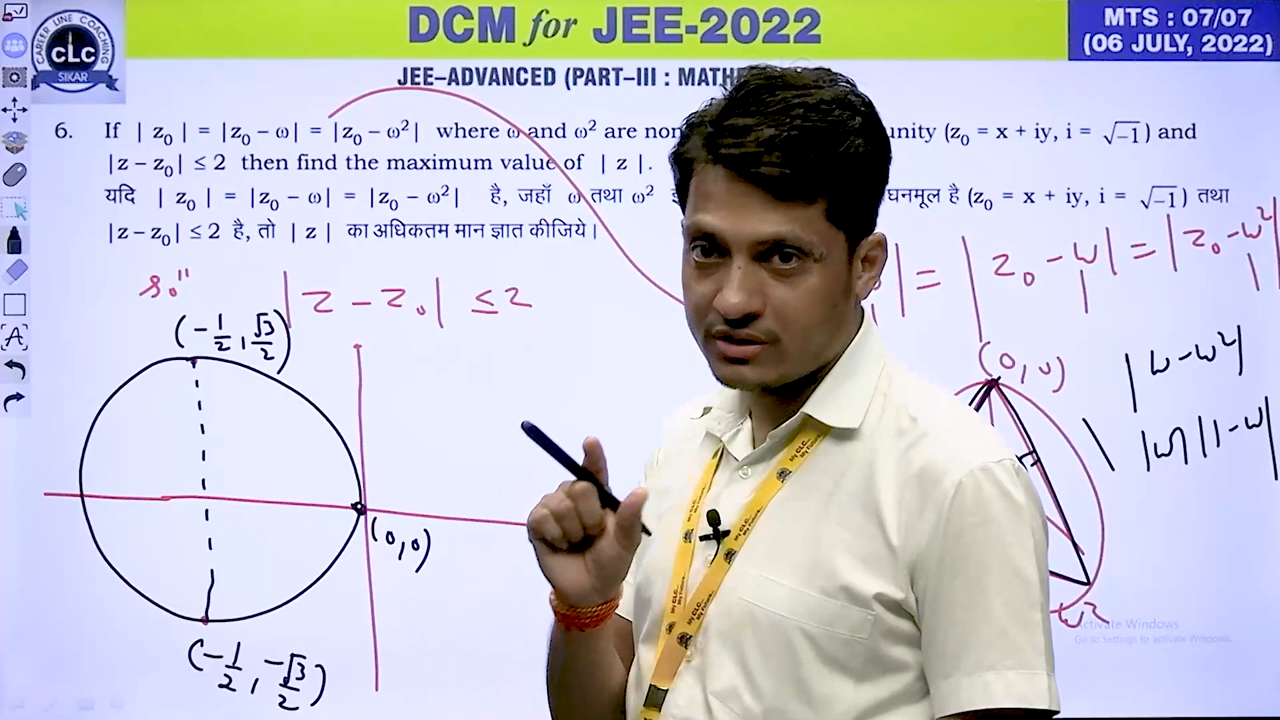 DCM for JEE-2022
MTS : 07/07
(06 JULY, 2022)
CAREER LINE COACHING
CLC
SIKAR
JEE–ADVANCED (PART–III : MATHE
6. If | z₀ | = |z₀ – ω| = |z₀ – ω²| where ω and ω² are non unity (z₀ = x + iy, i = √–1) and
|z – z₀| ≤ 2 then find the maximum value of | z |.
यदि | z₀ | = |z₀ – ω| = |z₀ – ω²| है, जहाँ ω तथा ω² घनमूल है (z₀ = x + iy, i = √–1) तथा
|z – z₀| ≤ 2 है, तो | z | का अधिकतम मान ज्ञात कीजिये।
| = |z₀ – ω| = |z₀ – ω²|
|z – z₀| ≤ 2
(–1/2, √3/2)
(0,0)
(–1/2, –√3/2)
(0,0)
|ω–ω²|
|ω| |1–ω|
ω²
Activate Windows
Go to Settings to activate Windows.